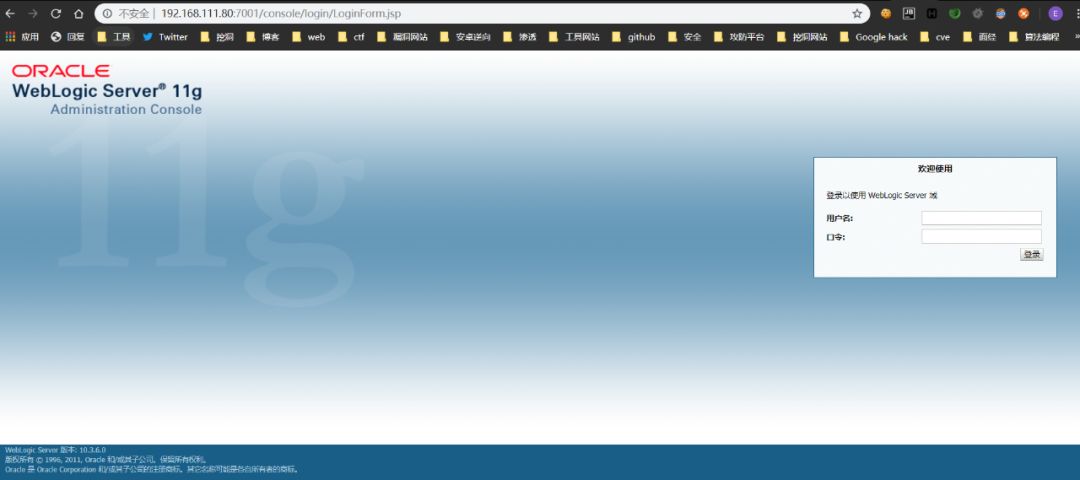 不安全 | 192.168.111.80:7001/console/login/LoginForm.jsp
应用 回复 工具 Twitter 挖洞 博客 web ctf 漏洞网站 安卓逆向 渗透 工具网站 github 安全 攻防平台 挖洞网站 Google hack cve 面经 算法编程 »
ORACLE
WebLogic Server® 11g
Administration Console
11g
欢迎使用
登录以使用 WebLogic Server 域
用户名:
口令:
登录
WebLogic Server 版本: 10.3.6.0
版权所有 © 1996, 2011, Oracle 和/或其子公司。保留所有权利。
Oracle 是 Oracle Corporation 和/或其子公司的注册商标。其它名称可能是各自所有者的商标。